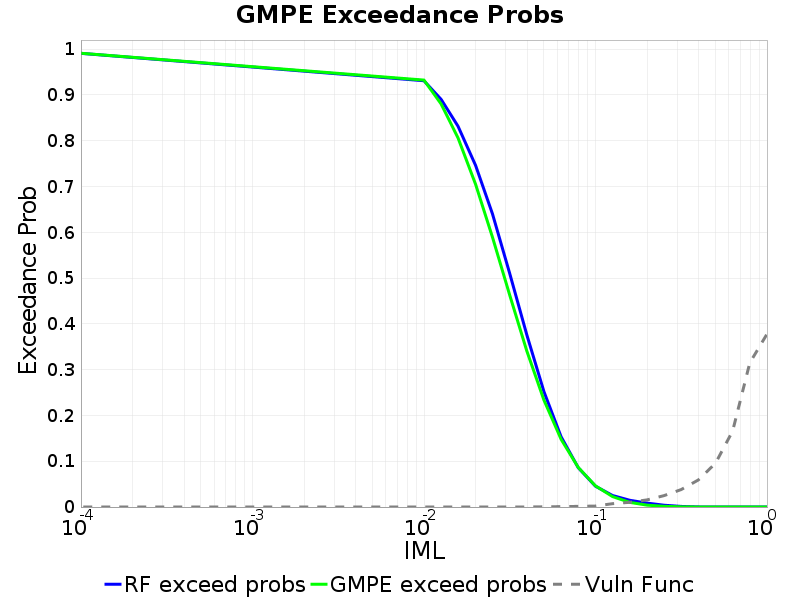 GMPE Exceedance Probs
Exceedance Prob
1
0.9
0.8
0.7
0.6
0.5
0.4
0.3
0.2
0.1
0
10-4 10-3 10-2 10-1 100
IML
RF exceed probs GMPE exceed probs Vuln Func